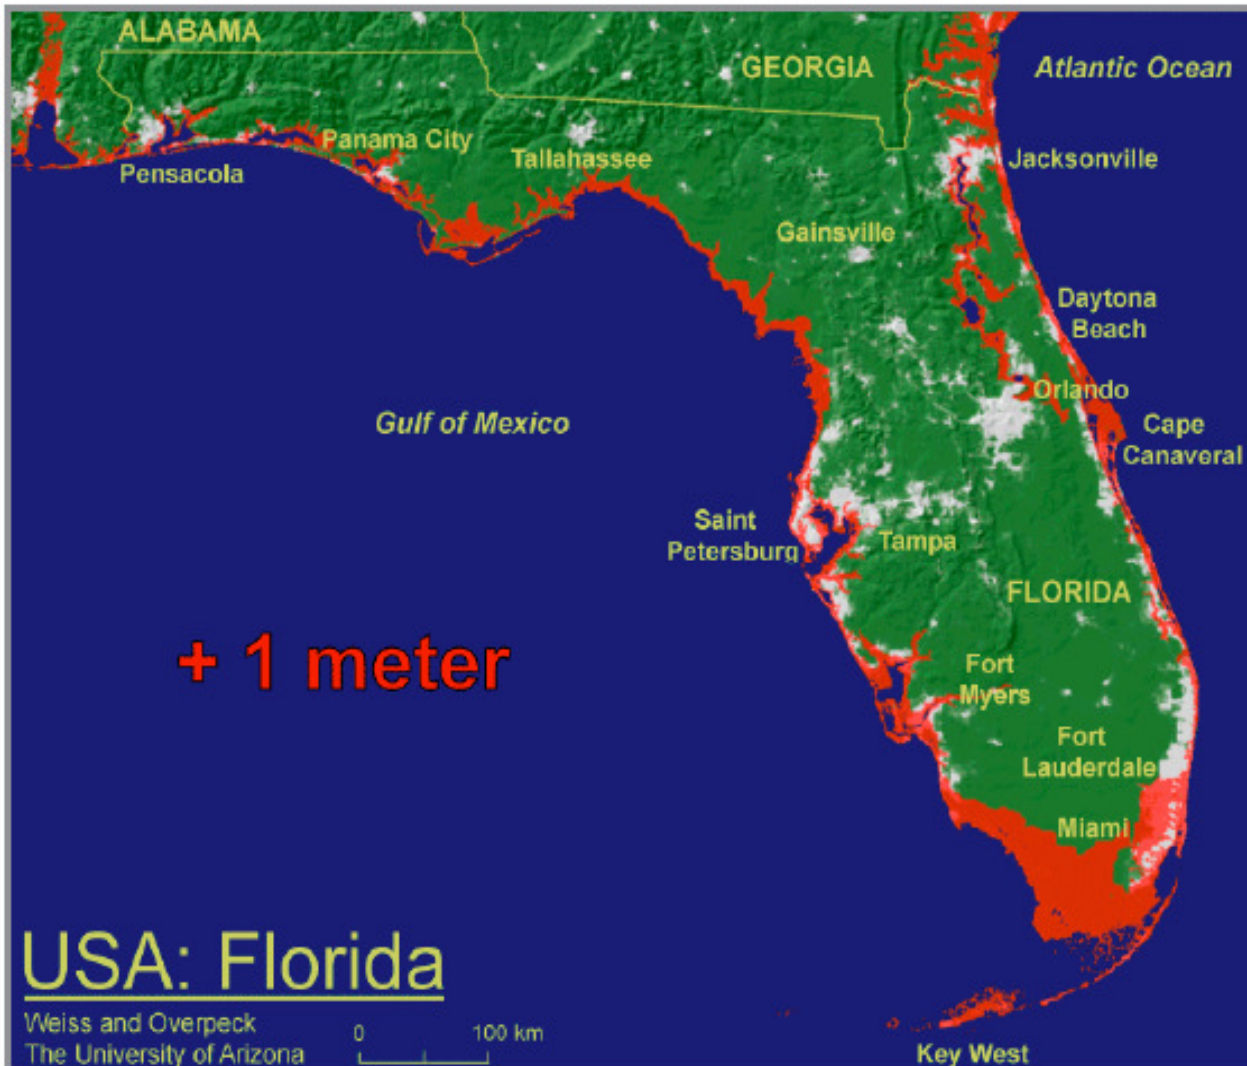 ALABAMA
GEORGIA
Atlantic Ocean
Panama City
Tallahassee
Jacksonville
Pensacola
Gainsville
Daytona
Beach
Orlando
Gulf of Mexico
Cape
Canaveral
Saint
Petersburg
Tampa
FLORIDA
+ 1 meter
Fort
Myers
Fort
Lauderdale
Miami
USA: Florida
Weiss and Overpeck
The University of Arizona
0 100 km
Key West